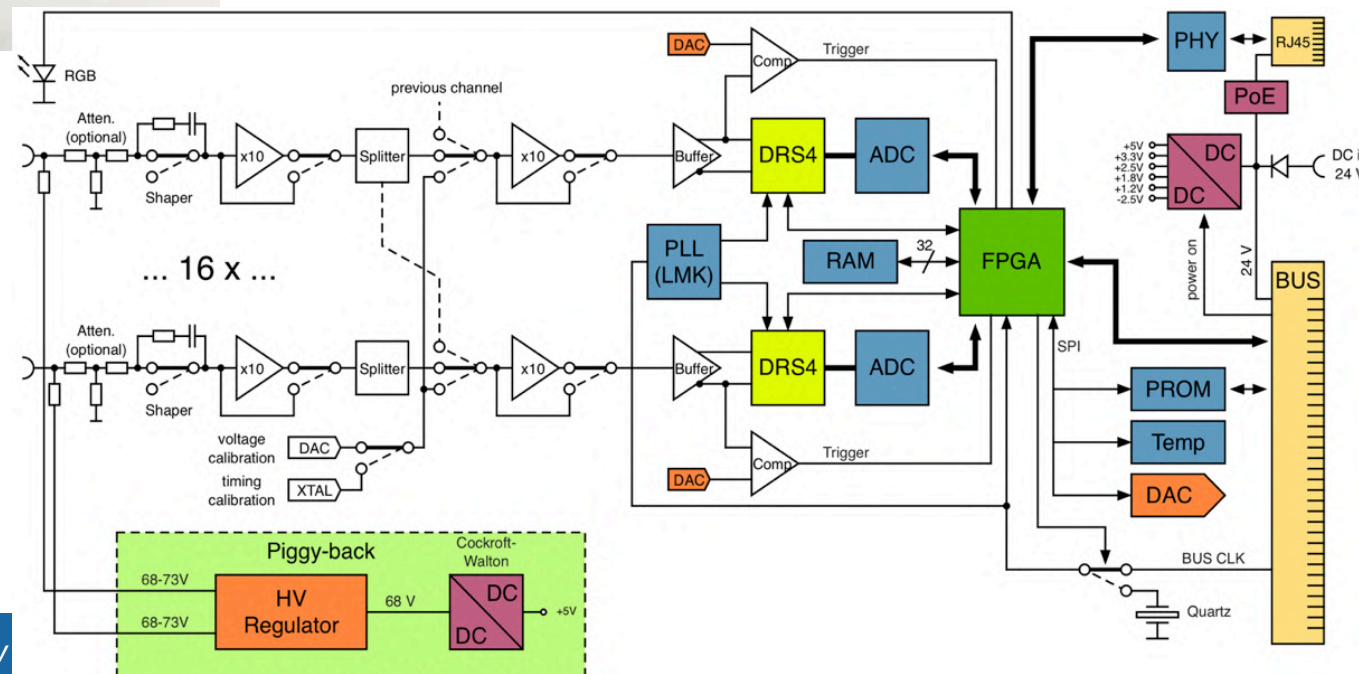 RGB
Atten.
(optional)
Shaper
x10
Splitter
previous channel
x10
Buffer
DAC
Comp
Trigger
DRS4
ADC
PHY
RJ45
PoE
+5V
+3.3V
+2.5V
+1.8V
+1.2V
-2.5V
DC
DC
DC i
24 V
... 16 x ...
PLL
(LMK)
RAM
32
FPGA
power on
24 V
BUS
Atten.
(optional)
Shaper
x10
Splitter
x10
Buffer
DRS4
ADC
SPI
PROM
Temp
DAC
voltage
calibration
DAC
timing
calibration
XTAL
DAC
Comp
Trigger
BUS CLK
Quartz
Piggy-back
Cockroft-
Walton
68-73V
68-73V
HV
Regulator
68 V
DC
DC
+5V